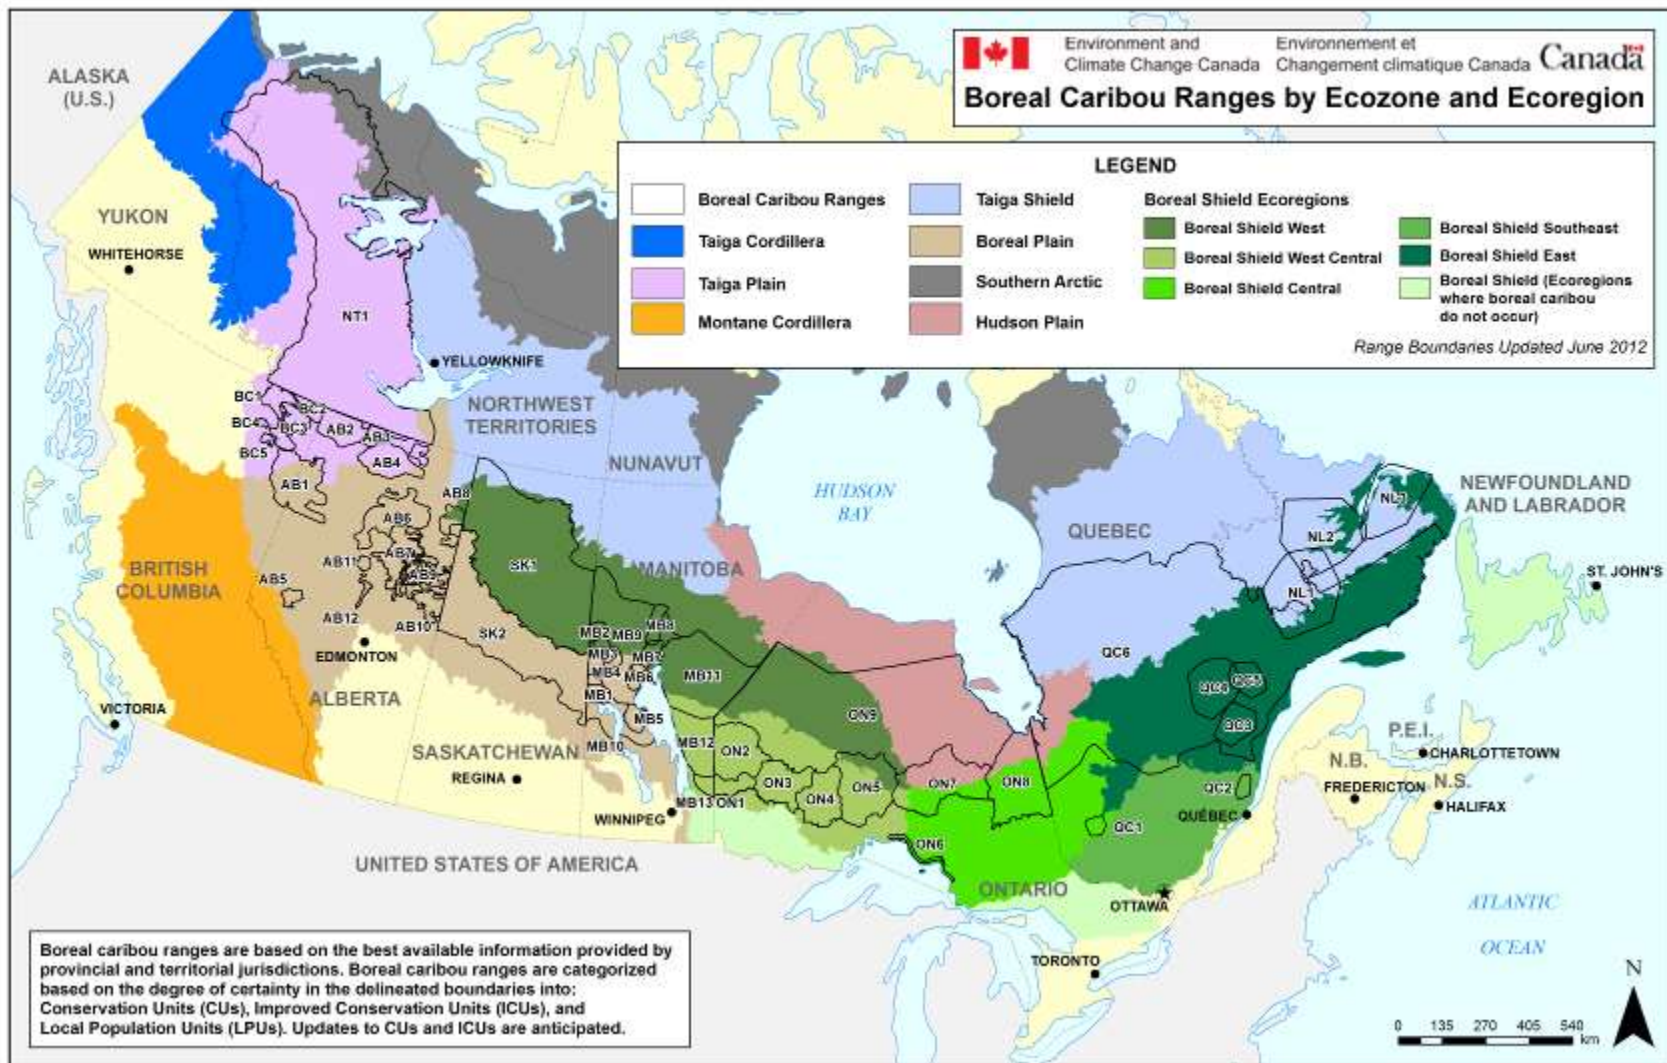 Environment and
Climate Change Canada
Environnement et
Changement climatique Canada
Canada
Boreal Caribou Ranges by Ecozone and Ecoregion
LEGEND
Boreal Caribou Ranges
Taiga Cordillera
Taiga Plain
Montane Cordillera
Taiga Shield
Boreal Plain
Southern Arctic
Hudson Plain
Boreal Shield Ecoregions
Boreal Shield West
Boreal Shield West Central
Boreal Shield Central
Boreal Shield Southeast
Boreal Shield East
Boreal Shield (Ecoregions
where boreal caribou
do not occur)
Range Boundaries Updated June 2012
ALASKA
(U.S.)
YUKON
WHITEHORSE
NT1
YELLOWKNIFE
NORTHWEST
TERRITORIES
NUNAVUT
BC1
BC2
BC4
BC3
AB2
AB3
BC5
AB4
AB1
AB8
AB6
AB7
AB11
AB9
AB5
AB12
AB10
BRITISH
COLUMBIA
EDMONTON
ALBERTA
VICTORIA
SK1
SK2
SASKATCHEWAN
REGINA
MANITOBA
MB2
MB9
MB8
MB3
MB7
MB4
MB6
MB11
MB1
MB5
MB10
MB12
MB13
WINNIPEG
HUDSON
BAY
ON9
ON2
ON3
ON4
ON5
ON7
ON8
ON1
ON6
ONTARIO
OTTAWA
TORONTO
QUEBEC
QC6
QC4
QC5
QC3
QC2
QC1
QUÉBEC
NL3
NL2
NL1
NEWFOUNDLAND
AND LABRADOR
ST. JOHN'S
P.E.I.
CHARLOTTETOWN
N.B.
FREDERICTON
N.S.
HALIFAX
UNITED STATES OF AMERICA
ATLANTIC
OCEAN
Boreal caribou ranges are based on the best available information provided by
provincial and territorial jurisdictions. Boreal caribou ranges are categorized
based on the degree of certainty in the delineated boundaries into:
Conservation Units (CUs), Improved Conservation Units (ICUs), and
Local Population Units (LPUs). Updates to CUs and ICUs are anticipated.
N
0 135 270 405 540
km